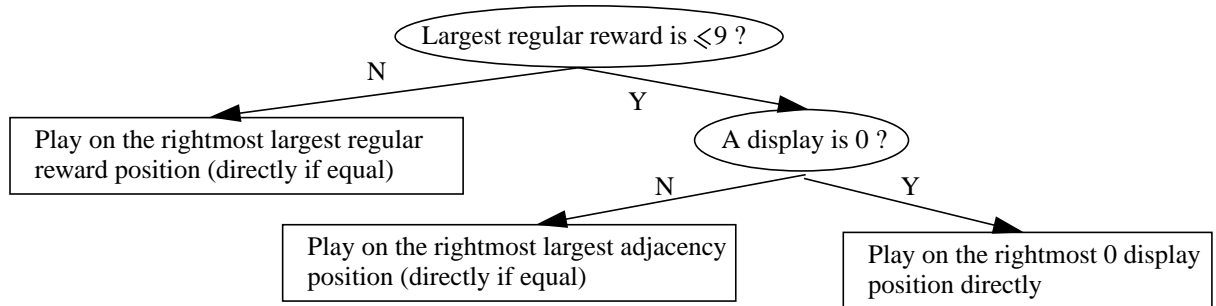 Largest regular reward is ⩽9 ?
N
Y
Play on the rightmost largest regular
reward position (directly if equal)
A display is 0 ?
N
Y
Play on the rightmost largest adjacency
position (directly if equal)
Play on the rightmost 0 display
position directly